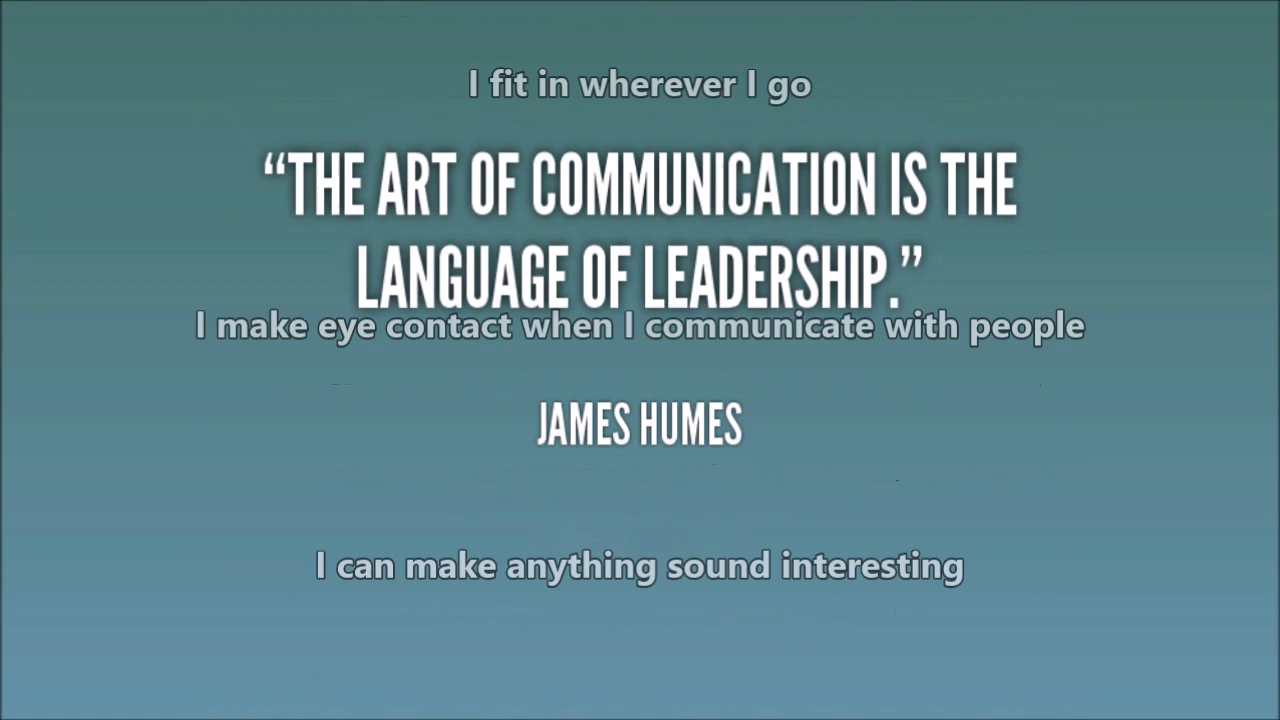 I fit in wherever I go
“THE ART OF COMMUNICATION IS THE
LANGUAGE OF LEADERSHIP.”
I make eye contact when I communicate with people
JAMES HUMES
I can make anything sound interesting